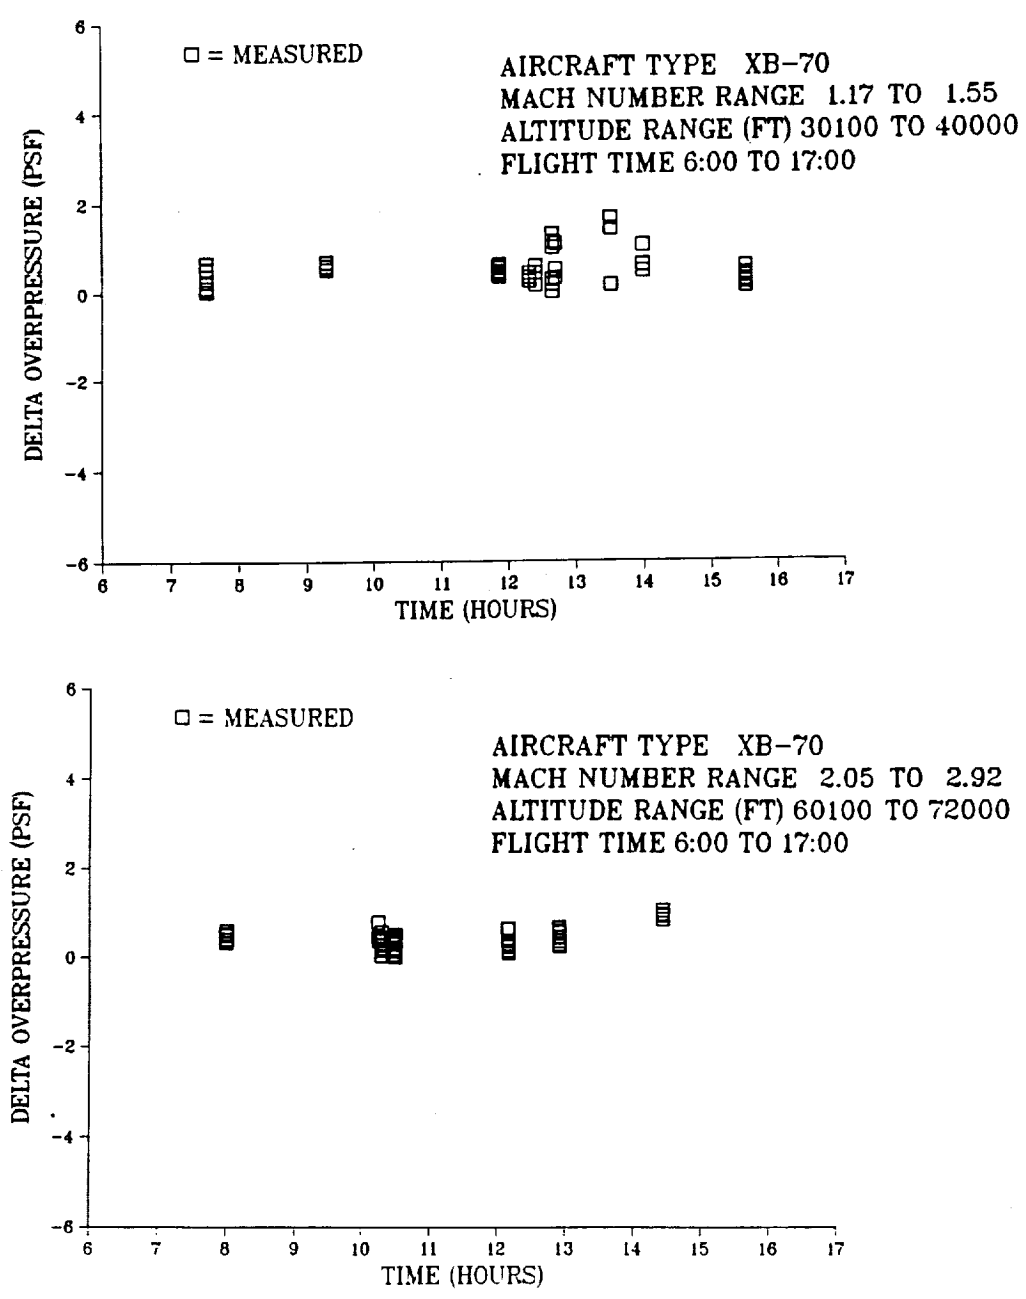 6
□ = MEASURED
AIRCRAFT TYPE XB-70
MACH NUMBER RANGE 1.17 TO 1.55
ALTITUDE RANGE (FT) 30100 TO 40000
FLIGHT TIME 6:00 TO 17:00
4
2
0
-2
-4
-6
DELTA OVERPRESSURE (PSF)
6 7 8 9 10 11 12 13 14 15 16 17
TIME (HOURS)
6
□ = MEASURED
AIRCRAFT TYPE XB-70
MACH NUMBER RANGE 2.05 TO 2.92
ALTITUDE RANGE (FT) 60100 TO 72000
FLIGHT TIME 6:00 TO 17:00
4
2
0
-2
-4
-6
DELTA OVERPRESSURE (PSF)
6 7 8 9 10 11 12 13 14 15 16 17
TIME (HOURS)